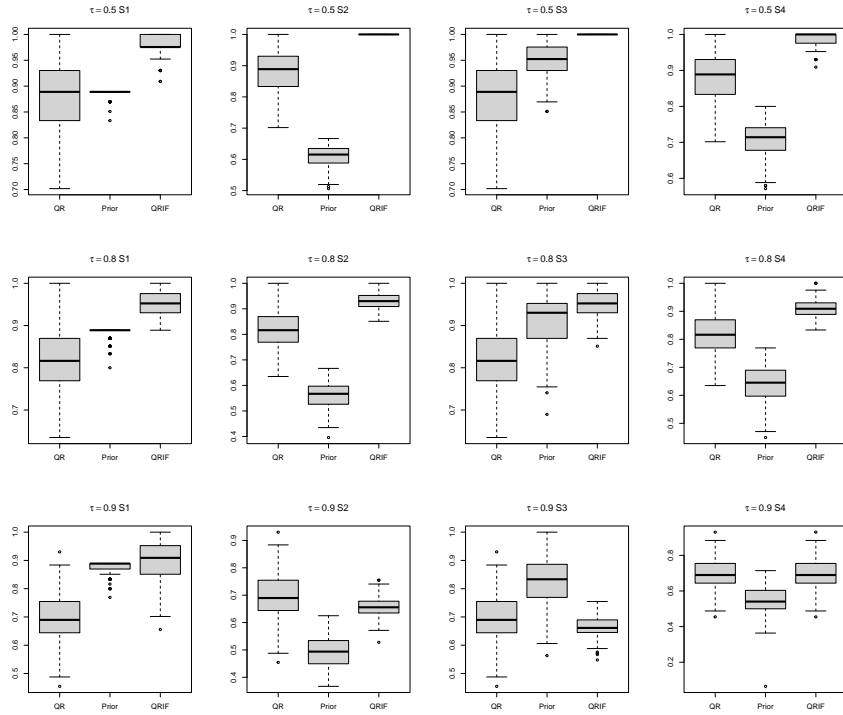 τ = 0.5 S1
τ = 0.5 S2
τ = 0.5 S3
τ = 0.5 S4
0.70 0.75 0.80 0.85 0.90 0.95 1.00
QR Prior QRIF
0.5 0.6 0.7 0.8 0.9 1.0
QR Prior QRIF
0.70 0.75 0.80 0.85 0.90 0.95 1.00
QR Prior QRIF
0.6 0.7 0.8 0.9 1.0
QR Prior QRIF
τ = 0.8 S1
τ = 0.8 S2
τ = 0.8 S3
τ = 0.8 S4
0.7 0.8 0.9 1.0
QR Prior QRIF
0.4 0.5 0.6 0.7 0.8 0.9 1.0
QR Prior QRIF
0.7 0.8 0.9 1.0
QR Prior QRIF
0.5 0.6 0.7 0.8 0.9 1.0
QR Prior QRIF
τ = 0.9 S1
τ = 0.9 S2
τ = 0.9 S3
τ = 0.9 S4
0.5 0.6 0.7 0.8 0.9 1.0
QR Prior QRIF
0.4 0.5 0.6 0.7 0.8 0.9
QR Prior QRIF
0.5 0.6 0.7 0.8 0.9 1.0
QR Prior QRIF
0.2 0.4 0.6 0.8
QR Prior QRIF